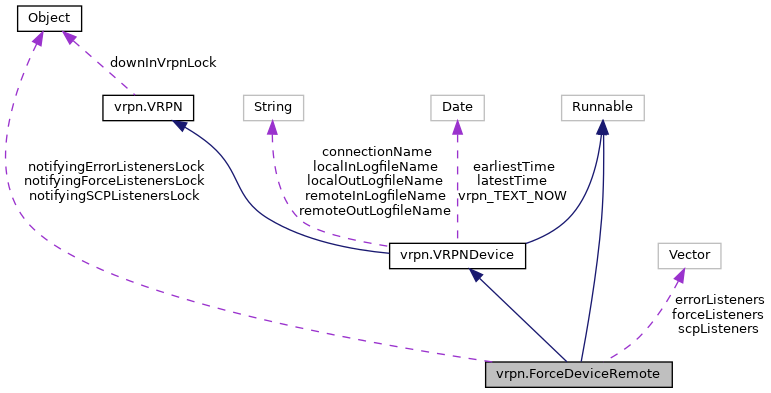 Object
downInVrpnLock
vrpn.VRPN
String
Date
Runnable
notifyingErrorListenersLock
notifyingForceListenersLock
notifyingSCPListenersLock
connectionName
localInLogfileName
localOutLogfileName
remoteInLogfileName
remoteOutLogfileName
earliestTime
latestTime
vrpn_TEXT_NOW
vrpn.VRPNDevice
Vector
errorListeners
forceListeners
scpListeners
vrpn.ForceDeviceRemote